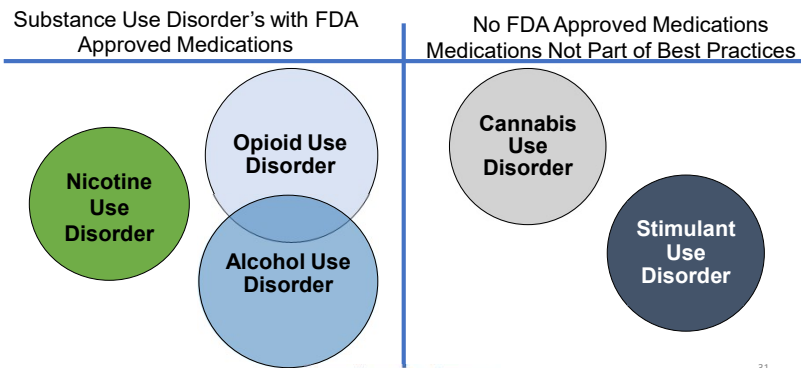 Substance Use Disorder’s with FDA
Approved Medications
No FDA Approved Medications
Medications Not Part of Best Practices
Nicotine
Use
Disorder
Opioid Use
Disorder
Alcohol Use
Disorder
Cannabis
Use
Disorder
Stimulant
Use
Disorder
31